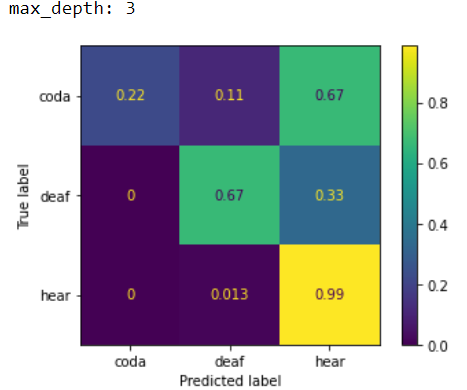 max_depth: 3
coda 0.22 0.11 0.67
deaf 0 0.67 0.33
hear 0 0.013 0.99
coda deaf hear
Predicted label
True label
0.8
0.6
0.4
0.2
0.0